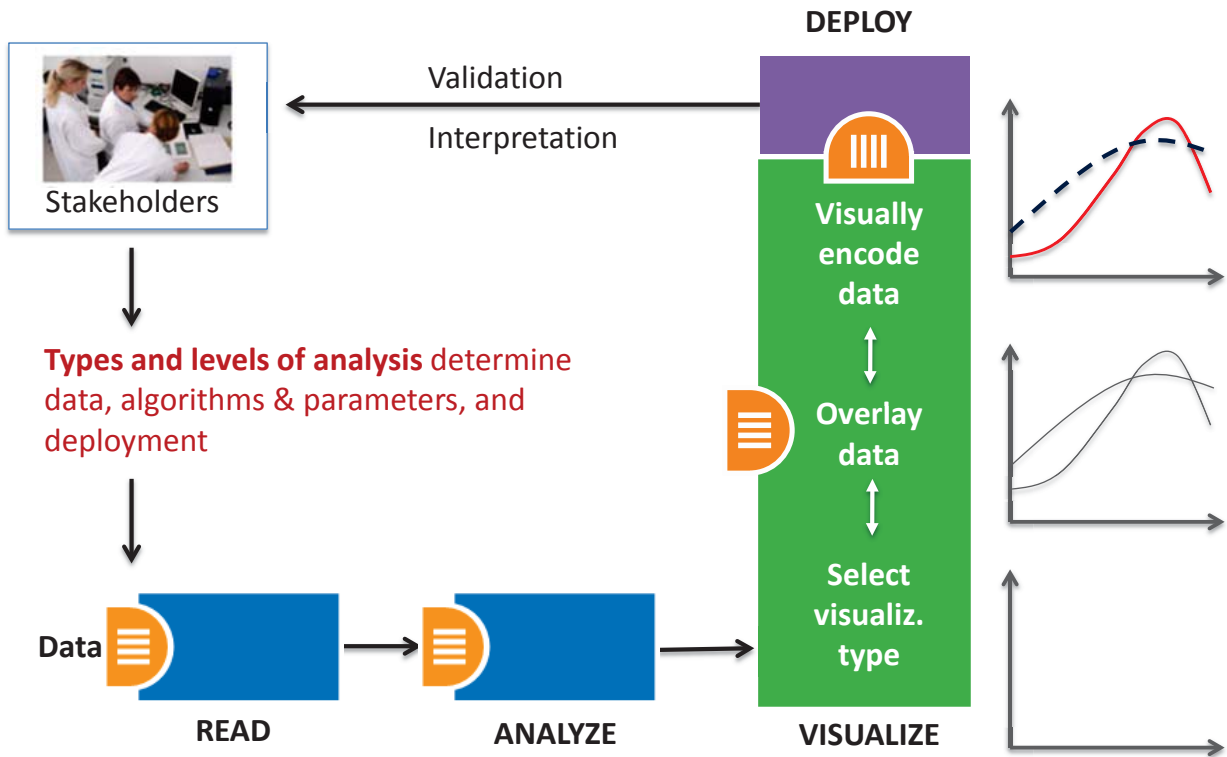 DEPLOY
Validation
Interpretation
Stakeholders
Visually
encode
data
Types and levels of analysis determine
data, algorithms & parameters, and
deployment
Overlay
data
Select
visualiz.
type
Data
READ
ANALYZE
VISUALIZE